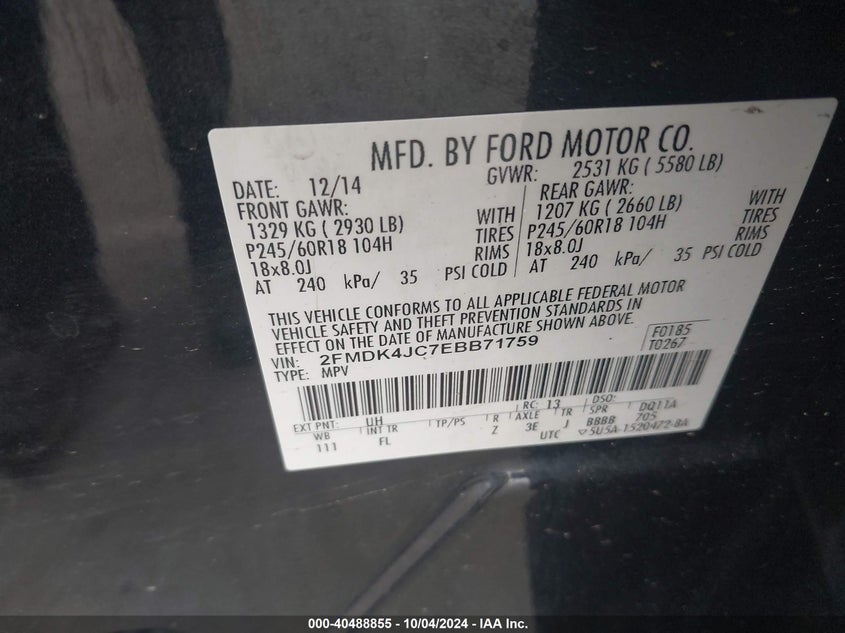 MFD. BY FORD MOTOR CO.
DATE: 12/14
GVWR: 2531 KG ( 5580 LB)
FRONT GAWR:
1329 KG ( 2930 LB) WITH
P245/60R18 104H TIRES
18x8.0J RIMS
AT 240 kPa/ 35 PSI COLD
REAR GAWR:
1207 KG ( 2660 LB) WITH
P245/60R18 104H TIRES
18x8.0J RIMS
AT 240 kPa/ 35 PSI COLD
THIS VEHICLE CONFORMS TO ALL APPLICABLE FEDERAL MOTOR
VEHICLE SAFETY AND THEFT PREVENTION STANDARDS IN
EFFECT ON THE DATE OF MANUFACTURE SHOWN ABOVE.
VIN: 2FMDK4JC7EBB71759
TYPE: MPV
F0185
T0267
RC: 13 DSO:
EXT PNT: UH
WB INT TR TP/PS R AXLE TR SPR DQ11A
111 FL Z 3E J BBBB 705
UTC 5U5A-1520472-BA
000-40488855 - 10/04/2024 - IAA Inc.